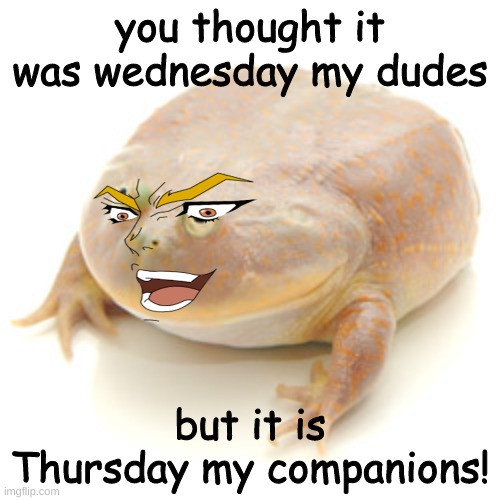 you thought it
was wednesday my dudes
but it is
Thursday my companions!
imgflip.com